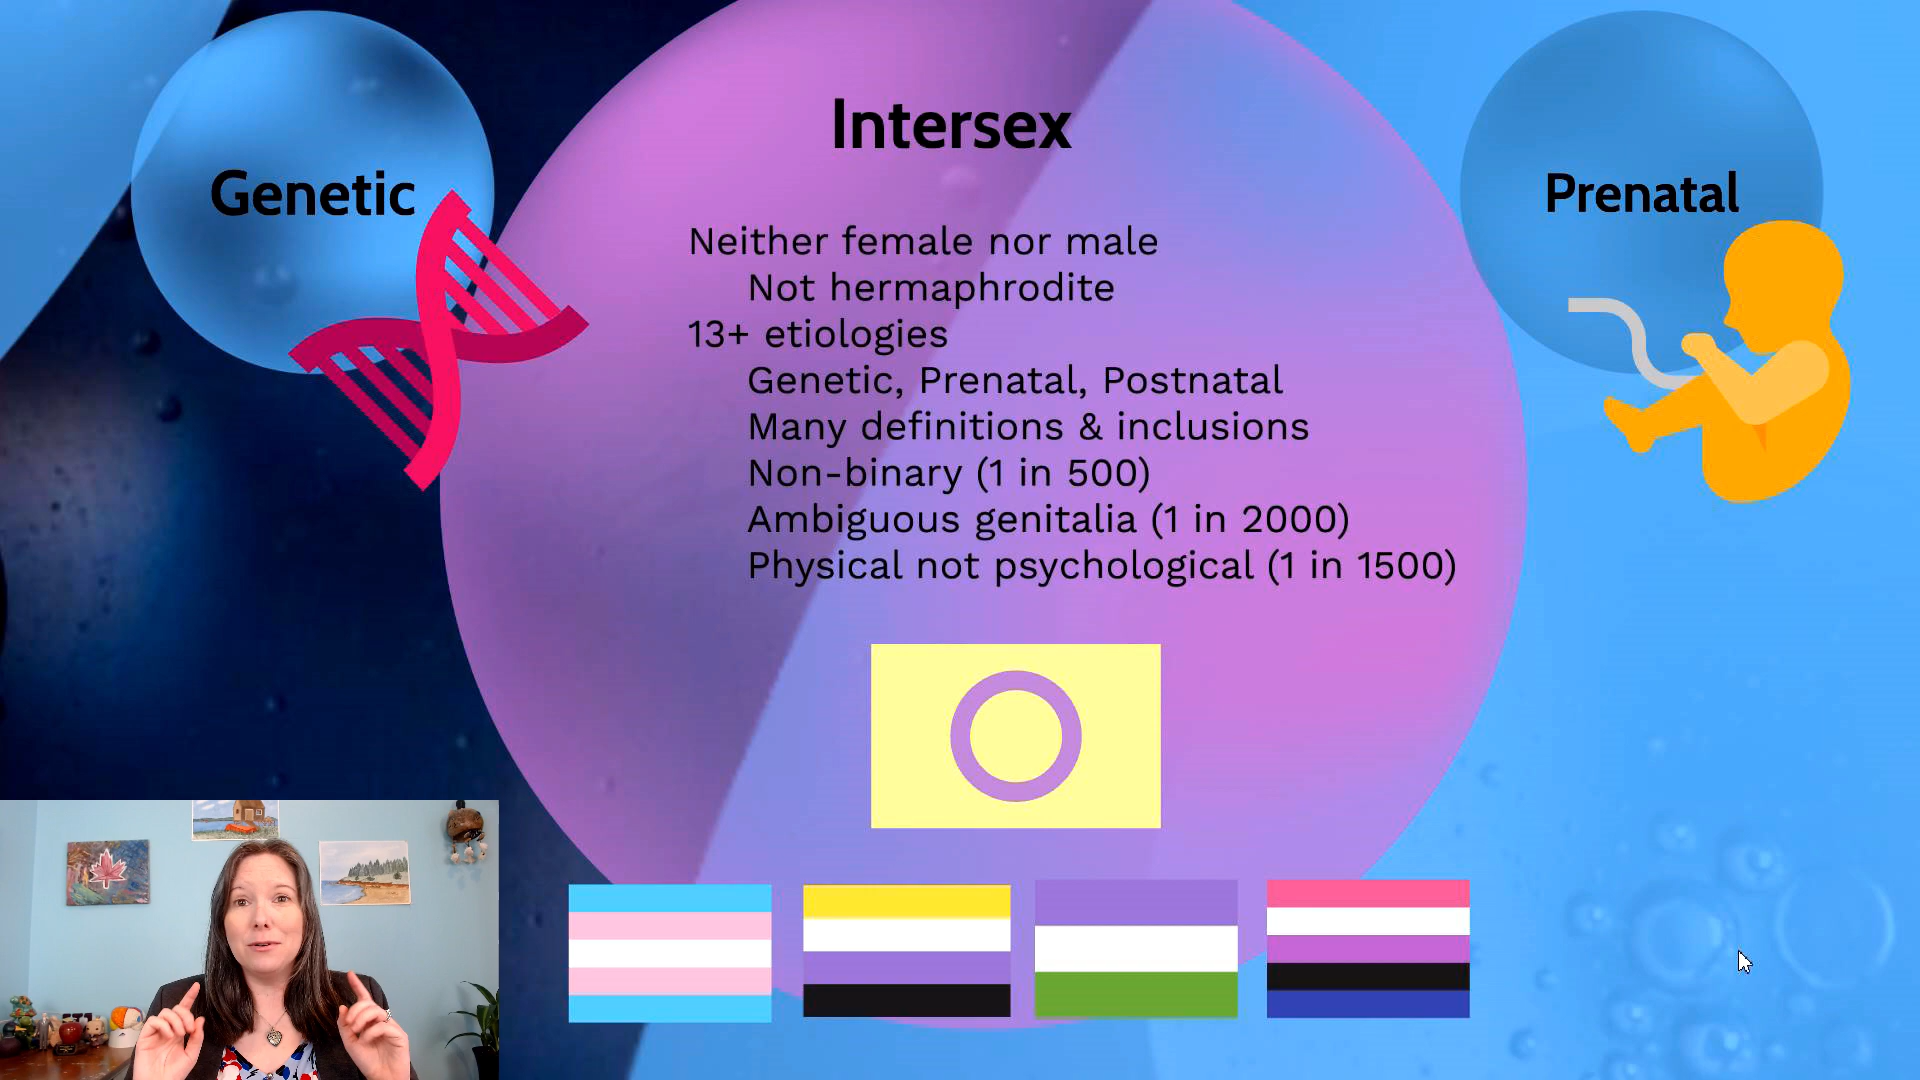 Intersex
Genetic
Prenatal
Neither female nor male
Not hermaphrodite
13+ etiologies
Genetic, Prenatal, Postnatal
Many definitions & inclusions
Non-binary (1 in 500)
Ambiguous genitalia (1 in 2000)
Physical not psychological (1 in 1500)